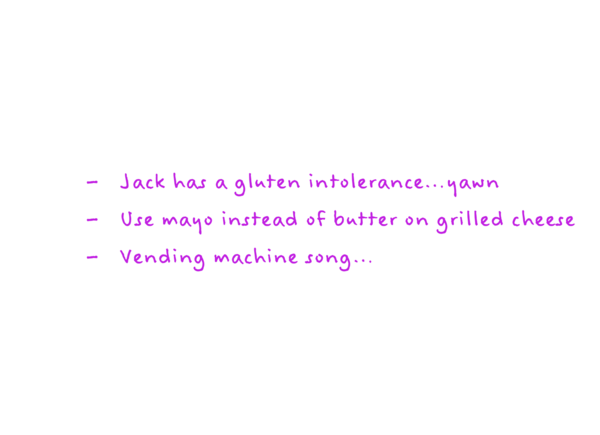 - Jack has a gluten intolerance...yawn
- Use mayo instead of butter on grilled cheese
- Vending machine song...